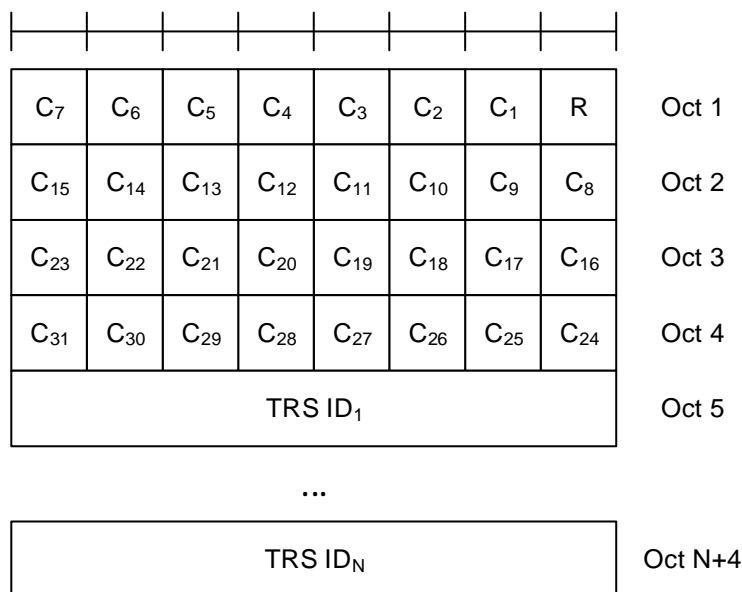 C₇ C₆ C₅ C₄ C₃ C₂ C₁ R Oct 1
C₁₅ C₁₄ C₁₃ C₁₂ C₁₁ C₁₀ C₉ C₈ Oct 2
C₂₃ C₂₂ C₂₁ C₂₀ C₁₉ C₁₈ C₁₇ C₁₆ Oct 3
C₃₁ C₃₀ C₂₉ C₂₈ C₂₇ C₂₆ C₂₅ C₂₄ Oct 4
TRS ID₁ Oct 5
...
TRS ID_N Oct N+4